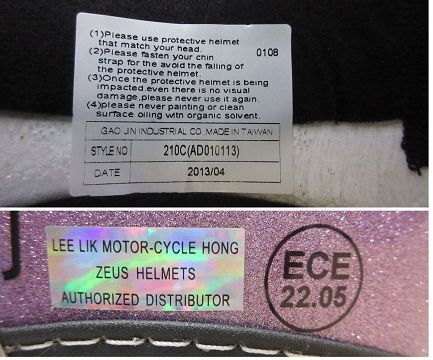 (1)Please use protective helmet
that match your head.
0108
(2)Please fasten your chin
strap for the avoid the falling of
the protective helmet.
(3)Once the protective helmet is being
impacted,even there is no visual
damage,please never use it again.
(4)please never painting or clean
surface oiling with organic solvent.
GAO JIN INDUSTRIAL CO.,MADE IN TAIWAN
STYLE NO 210C(AD010113)
DATE 2013/04
LEE LIK MOTOR-CYCLE HONG
ZEUS HELMETS
AUTHORIZED DISTRIBUTOR
ECE
22.05